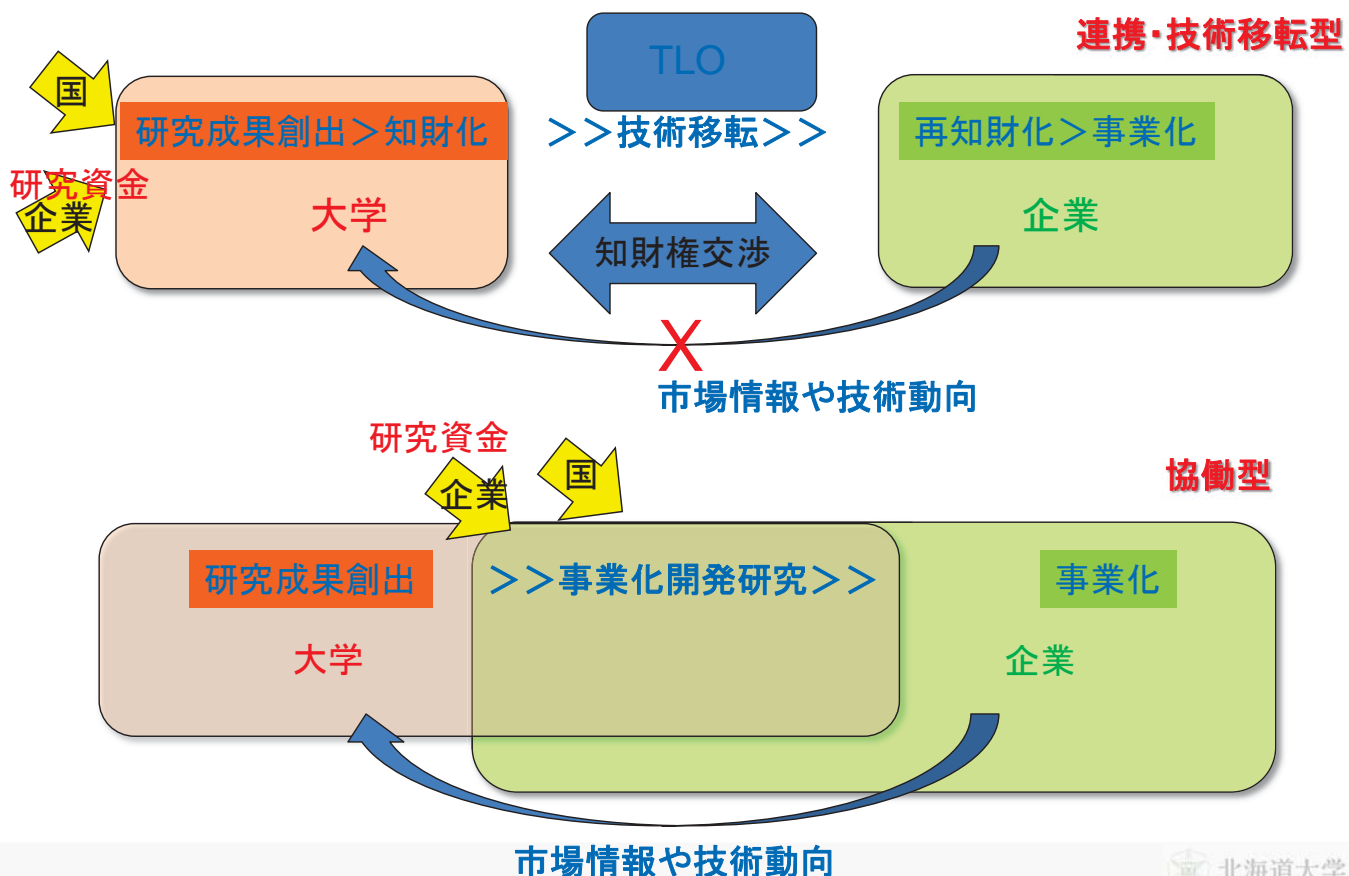 連携・技術移転型
TLO
国
研究成果創出＞知財化
＞＞技術移転＞＞
再知財化＞事業化
研究資金
企業
大学
知財権交渉
企業
X
市場情報や技術動向
研究資金
企業
国
協働型
研究成果創出
＞＞事業化開発研究＞＞
事業化
大学
企業
市場情報や技術動向
北海道大学